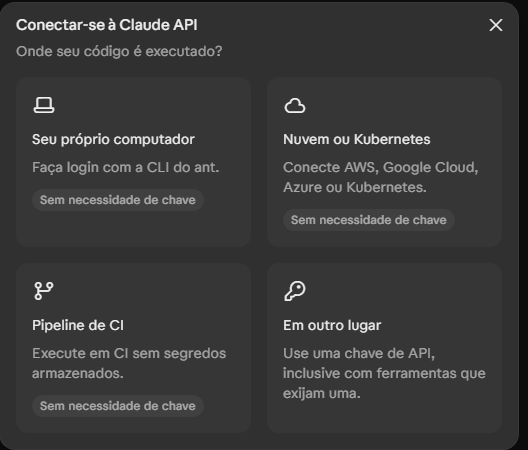 Conectar-se à Claude API
Onde seu código é executado?
Seu próprio computador
Faça login com a CLI do ant.
Sem necessidade de chave
Nuvem ou Kubernetes
Conecte AWS, Google Cloud,
Azure ou Kubernetes.
Sem necessidade de chave
Pipeline de CI
Execute em CI sem segredos
armazenados.
Sem necessidade de chave
Em outro lugar
Use uma chave de API,
inclusive com ferramentas que
exijam uma.